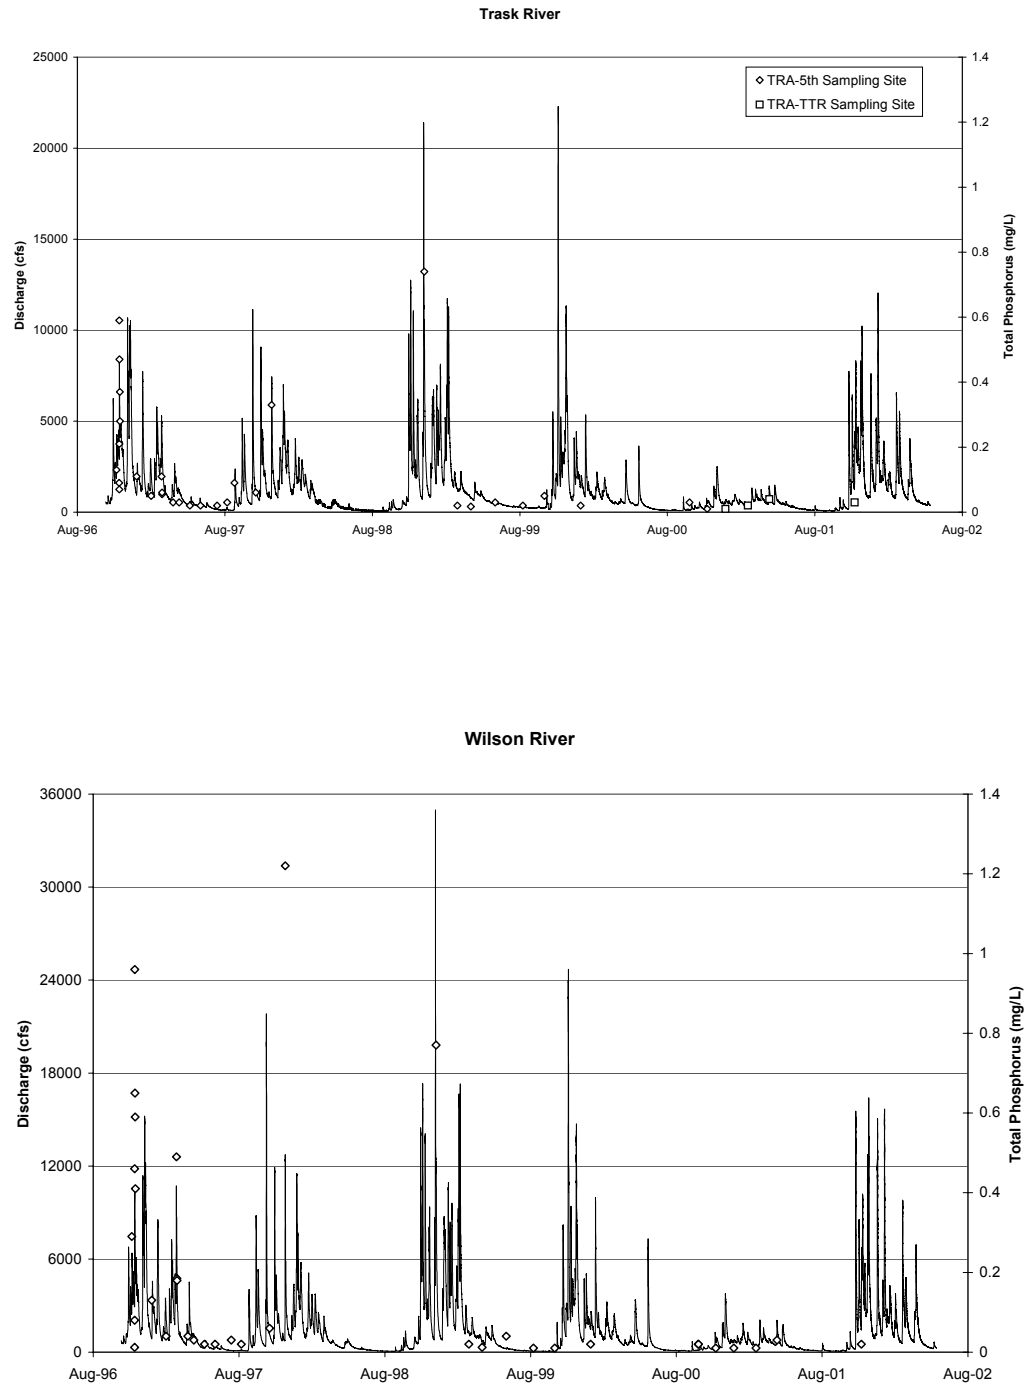 Trask River
25000
1.4
TRA-5th Sampling Site
TRA-TTR Sampling Site
1.2
20000
1
15000
0.8
Discharge (cfs)
Total Phosphorus (mg/L)
10000
0.6
0.4
5000
0.2
0
0
Aug-96
Aug-97
Aug-98
Aug-99
Aug-00
Aug-01
Aug-02
Wilson River
36000
1.4
1.2
30000
1
24000
0.8
Discharge (cfs)
Total Phosphorus (mg/L)
18000
0.6
12000
0.4
6000
0.2
0
0
Aug-96
Aug-97
Aug-98
Aug-99
Aug-00
Aug-01
Aug-02